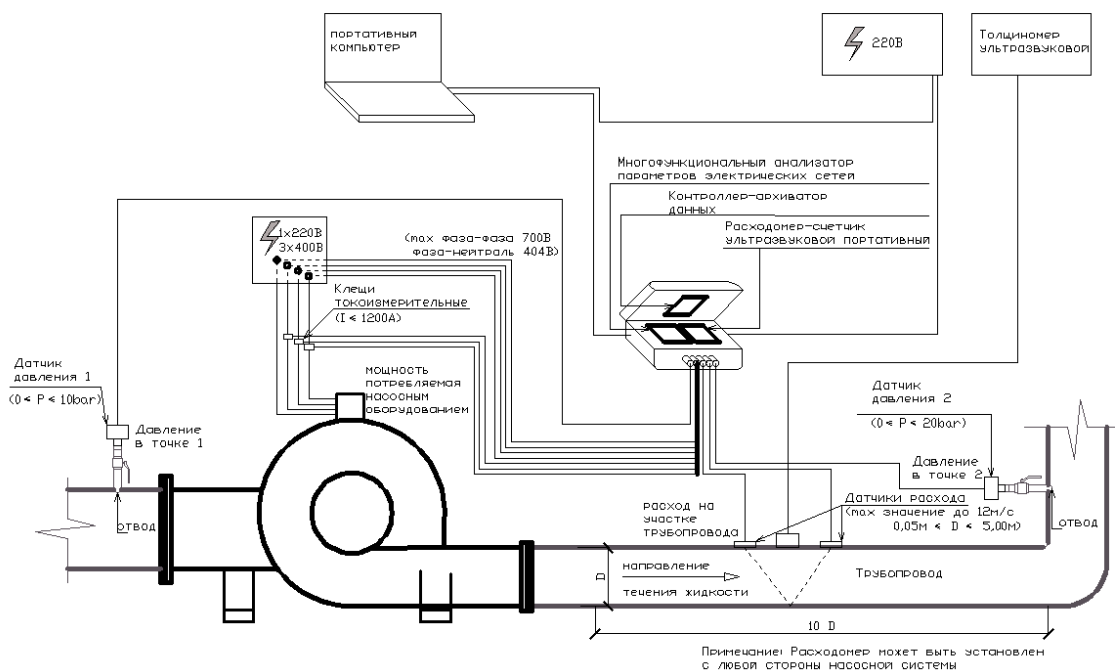 портативный
компьютер
220В
Толщиномер
ультразвуковой
Многофункциональный анализатор
параметров электрических сетей
Контроллер-архиватор
данных
Расходомер-счетчик
ультразвуковой портативный
1x220В
3x400В
(max фаза-фаза 700В
фаза-нейтраль 404В)
Клещи
токоизмерительные
(I < 1200А)
мощность
потребляемая
насосным
оборудованием
Датчик
давления 1
(0 < P < 10bar)
Давление
в точке 1
отвод
Датчик
давления 2
(0 < P < 20bar)
Давление
в точке 2
отвод
расход на
участке
трубопровода
Датчики расхода
(max значение до 12м/с
0,05м < D < 5,00м)
направление
течения жидкости
Трубопровод
D
10 D
Примечание: Расходомер может быть установлен
с любой стороны насосной системы